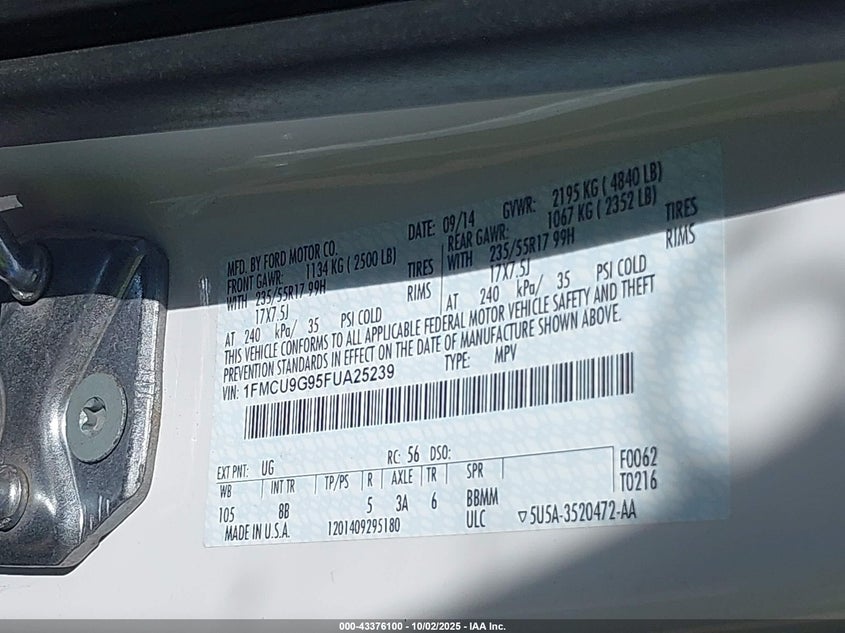 MFD. BY FORD MOTOR CO. DATE: 09/14 GVWR: 2195 KG ( 4840 LB)
FRONT GAWR: 1134 KG ( 2500 LB) REAR GAWR: 1067 KG ( 2352 LB)
WITH 235/55R17 99H TIRES WITH 235/55R17 99H TIRES
17X7.5J RIMS 17X7.5J RIMS
AT 240 kPa/ 35 PSI COLD AT 240 kPa/ 35 PSI COLD
THIS VEHICLE CONFORMS TO ALL APPLICABLE FEDERAL MOTOR VEHICLE SAFETY AND THEFT
PREVENTION STANDARDS IN EFFECT ON THE DATE OF MANUFACTURE SHOWN ABOVE.
VIN: 1FMCU9G95FUA25239 TYPE: MPV
EXT PNT: UG RC: 56 DSO: F0062
WB INT TR TP/PS R AXLE TR SPR T0216
105 8B 5 3A 6 BBMM
MADE IN U.S.A. 1201409295180 ULC ▽5U5A-3520472-AA
000-43376100 - 10/02/2025 - IAA Inc.